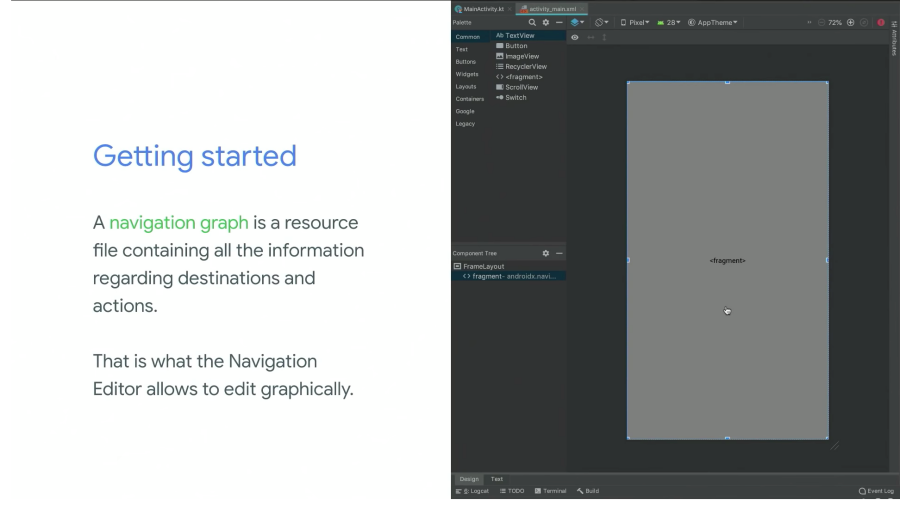 Getting started
A navigation graph is a resource
file containing all the information
regarding destinations and
actions.
That is what the Navigation
Editor allows to edit graphically.
MainActivity.kt
activity_main.xml
Palette
Pixel
28
AppTheme
72%
Attributes
Common
Text
Buttons
Widgets
Layouts
Containers
Google
Legacy
Ab TextView
Button
ImageView
RecyclerView
<> <fragment>
ScrollView
Switch
Component Tree
FrameLayout
<> fragment- androidx.navi...
<fragment>
Design Text
6: Logcat TODO Terminal Build
Event Log